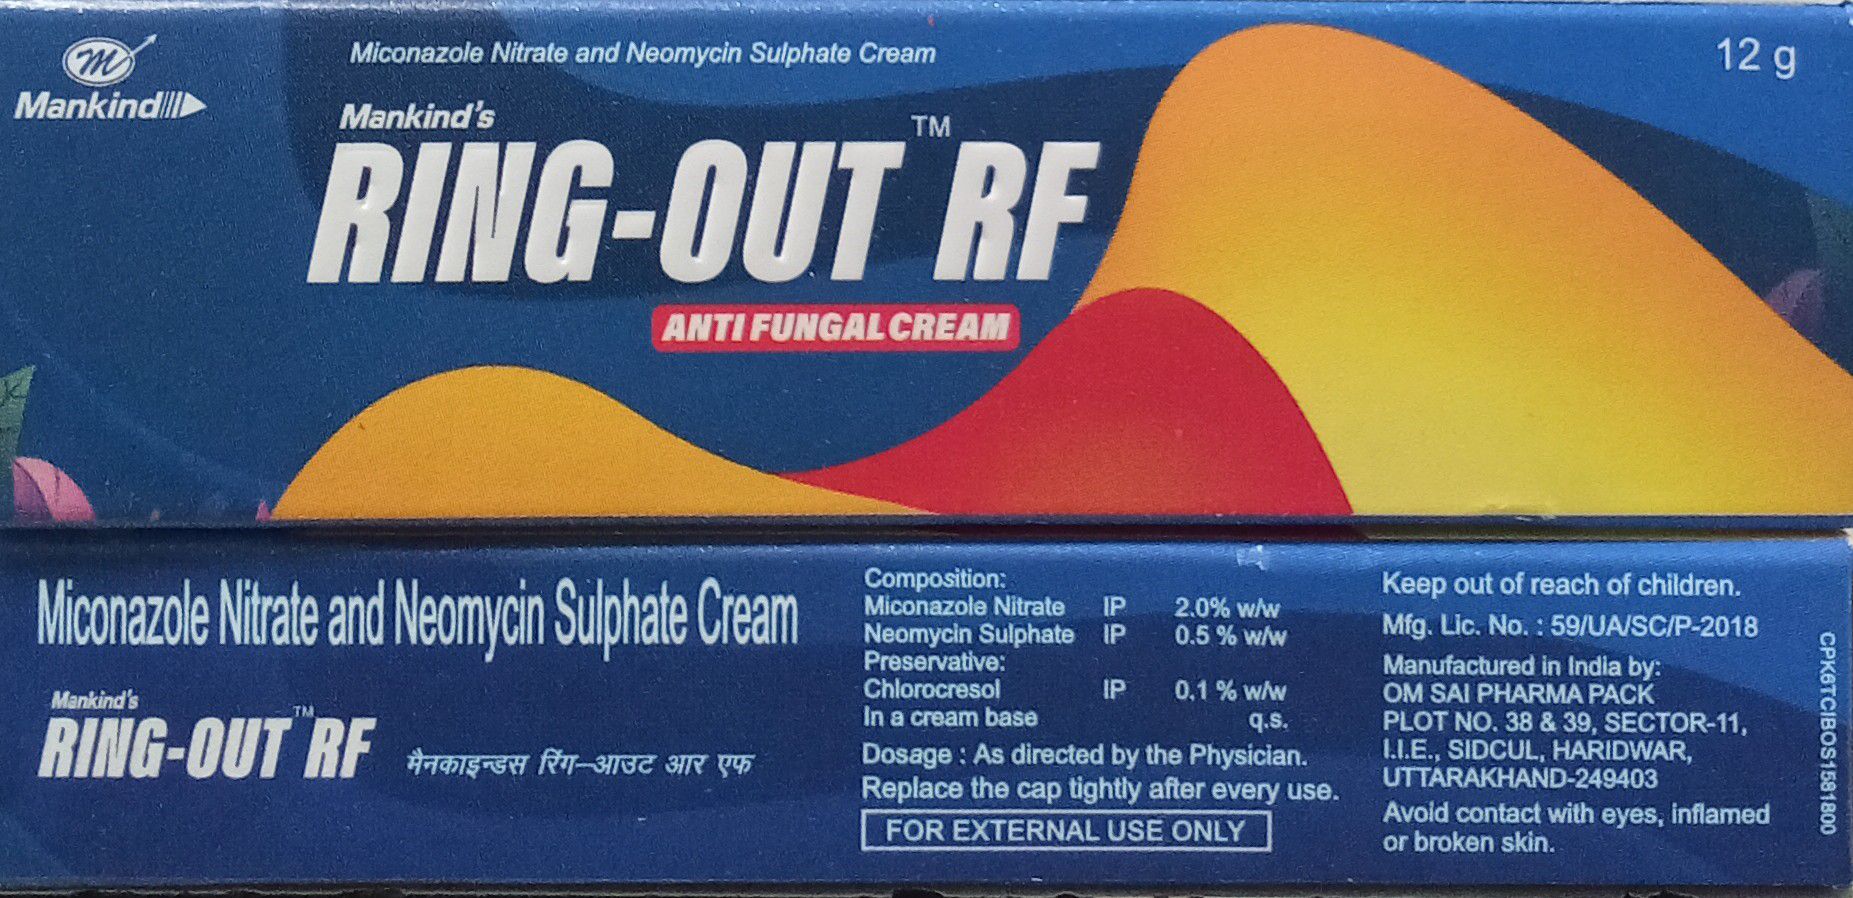 Mankind
Miconazole Nitrate and Neomycin Sulphate Cream
12 g
Mankind's
RING-OUT™ RF
ANTI FUNGAL CREAM
Miconazole Nitrate and Neomycin Sulphate Cream
Mankind's
RING-OUT™ RF
मैनकाइन्डस रिंग-आउट आर एफ
Composition:
Miconazole Nitrate IP 2.0% w/w
Neomycin Sulphate IP 0.5 % w/w
Preservative:
Chlorocresol IP 0.1 % w/w
In a cream base q.s.
Dosage : As directed by the Physician.
Replace the cap tightly after every use.
FOR EXTERNAL USE ONLY
Keep out of reach of children.
Mfg. Lic. No. : 59/UA/SC/P-2018
Manufactured in India by:
OM SAI PHARMA PACK
PLOT NO. 38 & 39, SECTOR-11,
I.I.E., SIDCUL, HARIDWAR,
UTTARAKHAND-249403
Avoid contact with eyes, inflamed
or broken skin.
CPK6TCIBOS1581800